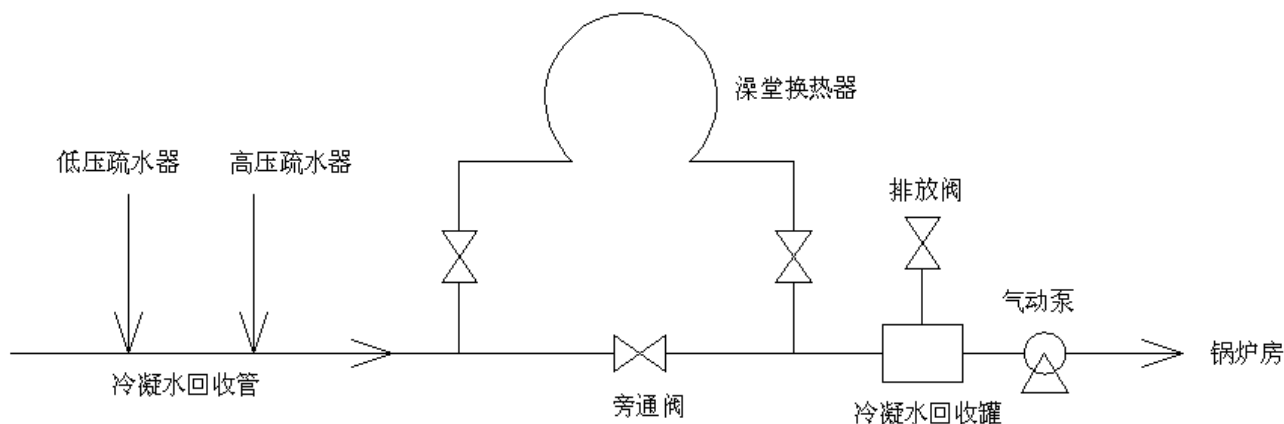 澡堂换热器
低压疏水器
高压疏水器
排放阀
气动泵
锅炉房
冷凝水回收管
旁通阀
冷凝水回收罐